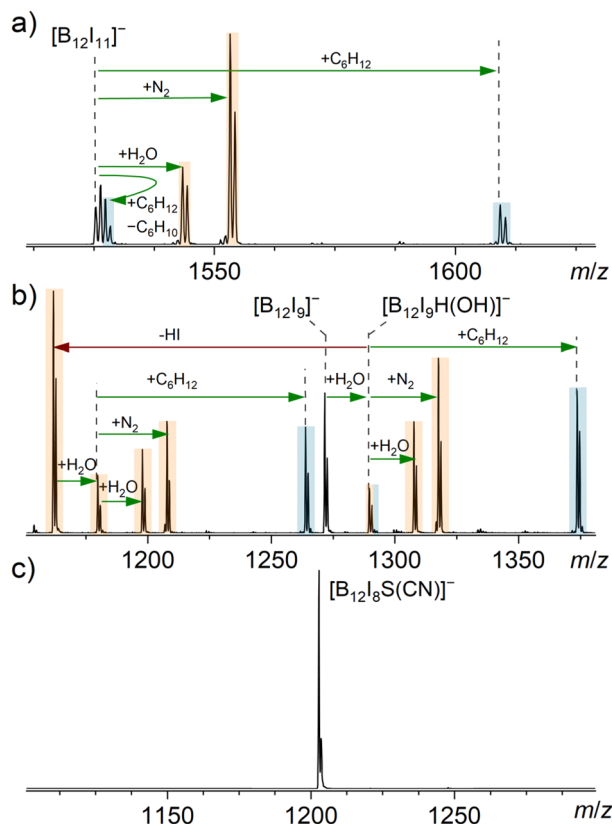 a)
[B₁₂I₁₁]⁻
+C₆H₁₂
+N₂
+H₂O
+C₆H₁₂
−C₆H₁₀
1550
1600
m/z
b)
[B₁₂I₉]⁻
[B₁₂I₉H(OH)]⁻
-HI
+C₆H₁₂
+C₆H₁₂
+H₂O
+N₂
+N₂
+H₂O
+H₂O
+H₂O
1200
1250
1300
1350
m/z
c)
[B₁₂I₈S(CN)]⁻
1150
1200
1250
m/z